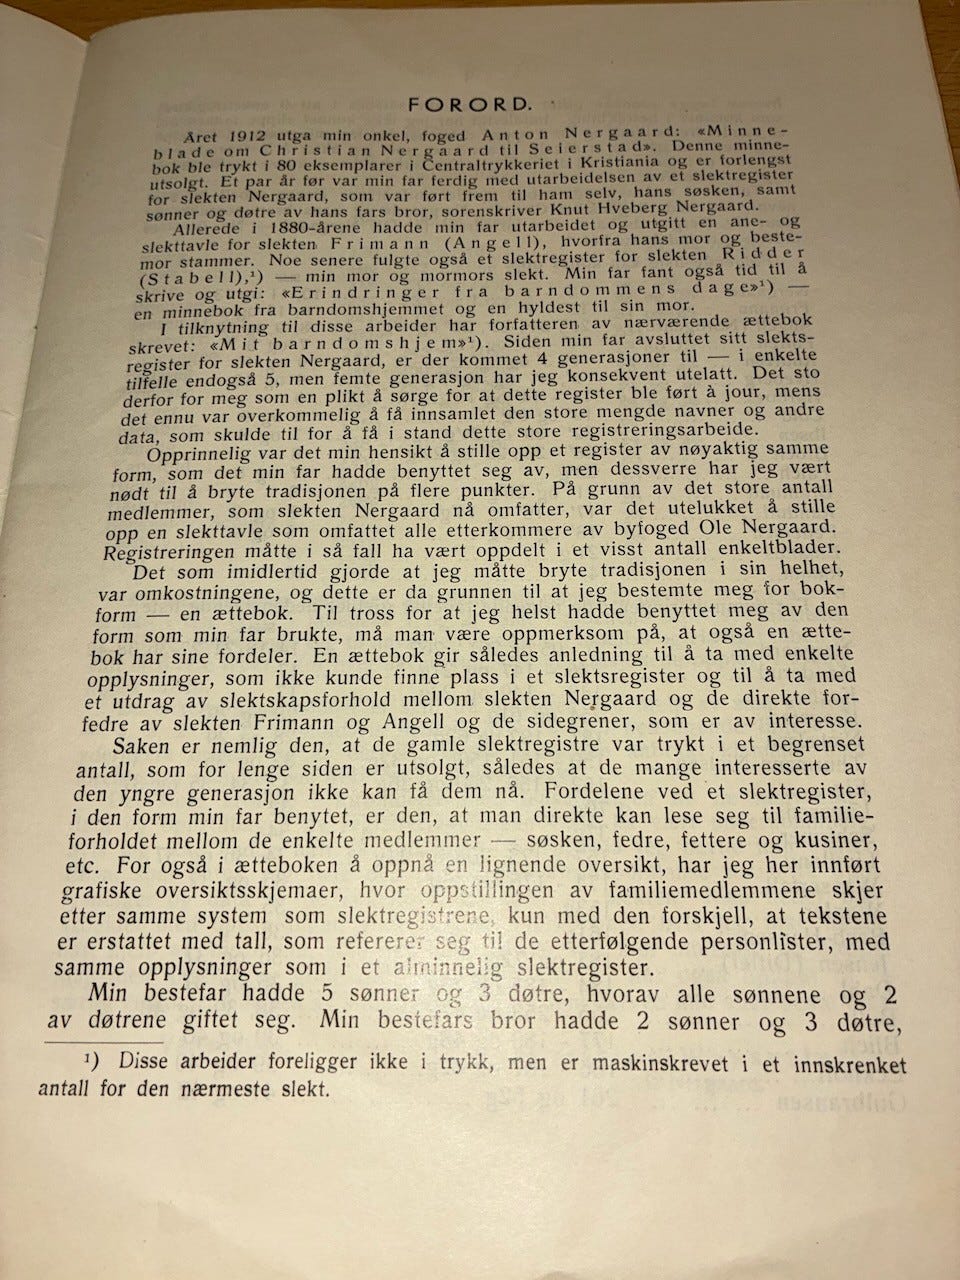 FORORD.
Året 1912 utga min onkel, foged Anton Nergaard: «Minne-
blade om Christian Nergaard til Seierstad». Denne minne-
bok ble trykt i 80 eksemplarer i Centraltrykkeriet i Kristiania og er forlengst
utsolgt. Et par år før var min far ferdig med utarbeidelsen av et slektregister
for slekten Nergaard, som var ført frem til ham selv, hans søsken, samt
sønner og døtre av hans fars bror, sorenskriver Knut Hveberg Nergaard.
Allerede i 1880-årene hadde min far utarbeidet og utgitt en ane- og
slekttavle for slekten Frimann (Angell), hvorfra hans mor og beste-
mor stammer. Noe senere fulgte også et slektregister for slekten Ridder
(Stabell),¹) — min mor og mormors slekt. Min far fant også tid til å
skrive og utgi: «Erindringer fra barndommens dage»¹) —
en minnebok fra barndomshjemmet og en hyldest til sin mor.
I tilknytning til disse arbeider har forfatteren av nærværende ættebok
skrevet: «Mit barndomshjem»¹). Siden min far avsluttet sitt slekts-
register for slekten Nergaard, er der kommet 4 generasjoner til — i enkelte
tilfelle endogså 5, men femte generasjon har jeg konsekvent utelatt. Det sto
derfor for meg som en plikt å sørge for at dette register ble ført à jour, mens
det ennu var overkommelig å få innsamlet den store mengde navner og andre
data, som skulde til for å få i stand dette store registreringsarbeide.
Opprinnelig var det min hensikt å stille opp et register av nøyaktig samme
form, som det min far hadde benyttet seg av, men dessverre har jeg vært
nødt til å bryte tradisjonen på flere punkter. På grunn av det store antall
medlemmer, som slekten Nergaard nå omfatter, var det utelukket å stille
opp en slekttavle som omfattet alle etterkommere av byfoged Ole Nergaard.
Registreringen måtte i så fall ha vært oppdelt i et visst antall enkeltblader.
Det som imidlertid gjorde at jeg måtte bryte tradisjonen i sin helhet,
var omkostningene, og dette er da grunnen til at jeg bestemte meg for bok-
form — en ættebok. Til tross for at jeg helst hadde benyttet meg av den
form som min far brukte, må man være oppmerksom på, at også en ætte-
bok har sine fordeler. En ættebok gir således anledning til å ta med enkelte
opplysninger, som ikke kunde finne plass i et slektsregister og til å ta med
et utdrag av slektskapsforhold mellom slekten Nergaard og de direkte for-
fedre av slekten Frimann og Angell og de sidegrener, som er av interesse.
Saken er nemlig den, at de gamle slektregistre var trykt i et begrenset
antall, som for lenge siden er utsolgt, således at de mange interesserte av
den yngre generasjon ikke kan få dem nå. Fordelene ved et slektregister,
i den form min far benytet, er den, at man direkte kan lese seg til familie-
forholdet mellom de enkelte medlemmer — søsken, fedre, fettere og kusiner,
etc. For også i ætteboken å oppnå en lignende oversikt, har jeg her innført
grafiske oversiktsskjemaer, hvor oppstillingen av familiemedlemmene skjer
etter samme system som slektregistrene, kun med den forskjell, at tekstene
er erstattet med tall, som refererer seg til de etterfølgende personlister, med
samme opplysninger som i et alminnelig slektregister.
Min bestefar hadde 5 sønner og 3 døtre, hvorav alle sønnene og 2
av døtrene giftet seg. Min bestefars bror hadde 2 sønner og 3 døtre,
¹) Disse arbeider foreligger ikke i trykk, men er maskinskrevet i et innskrenket
antall for den nærmeste slekt.